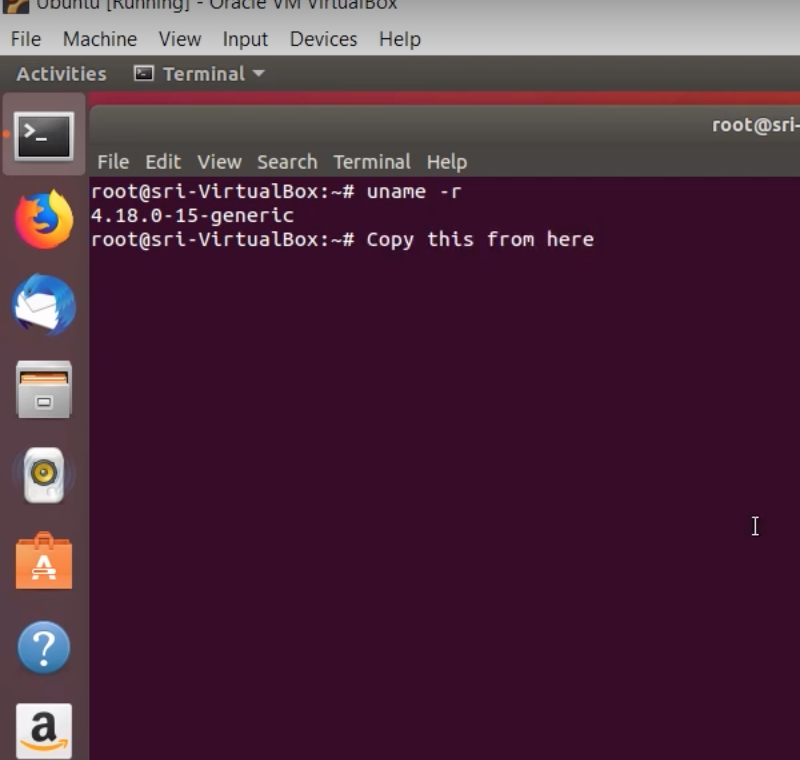 Ubuntu [Running] - Oracle VM VirtualBox
File Machine View Input Devices Help
Activities Terminal
root@sri-
File Edit View Search Terminal Help
root@sri-VirtualBox:~# uname -r
4.18.0-15-generic
root@sri-VirtualBox:~# Copy this from here